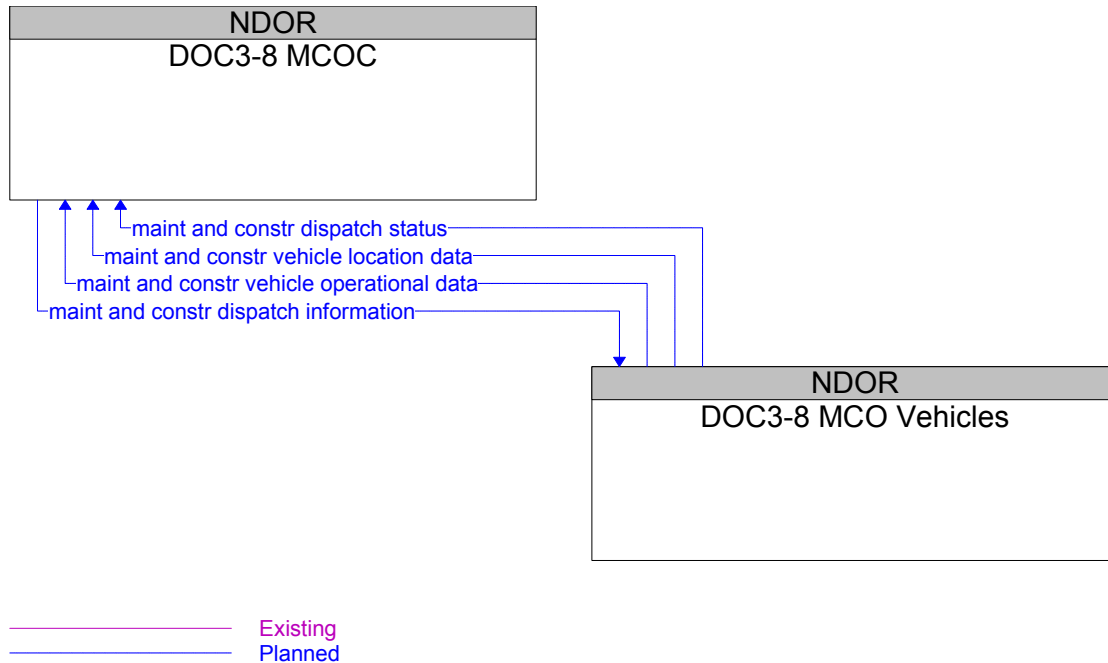 NDOR
DOC3-8 MCOC
maint and constr dispatch status
maint and constr vehicle location data
maint and constr vehicle operational data
maint and constr dispatch information
NDOR
DOC3-8 MCO Vehicles
Existing
Planned